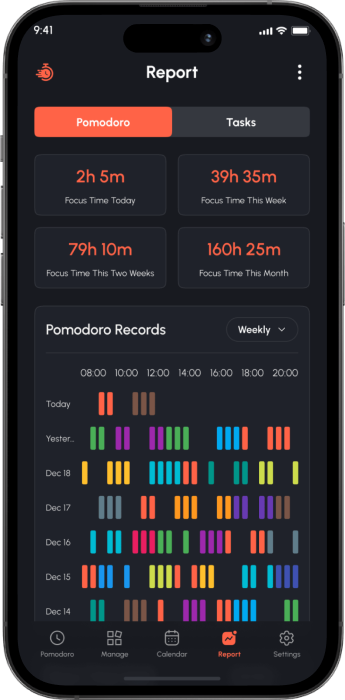 9:41
Report
Pomodoro Tasks
2h 5m 39h 35m
Focus Time Today Focus Time This Week
79h 10m 160h 25m
Focus Time This Two Weeks Focus Time This Month
Pomodoro Records Weekly
08:00 10:00 12:00 14:00 16:00 18:00 20:00
Today
Yester...
Dec 18
Dec 17
Dec 16
Dec 15
Dec 14
Pomodoro Manage Calendar Report Settings